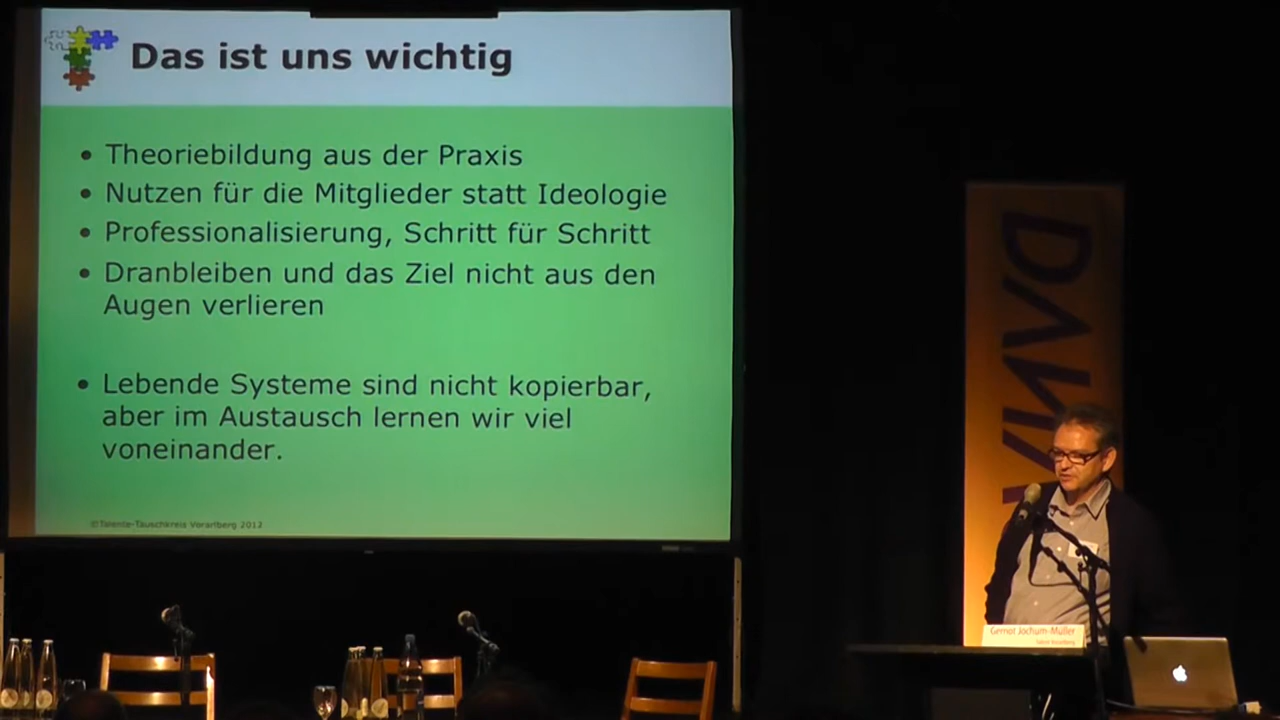 Das ist uns wichtig
• Theoriebildung aus der Praxis
• Nutzen für die Mitglieder statt Ideologie
• Professionalisierung, Schritt für Schritt
• Dranbleiben und das Ziel nicht aus den
Augen verlieren
• Lebende Systeme sind nicht kopierbar,
aber im Austausch lernen wir viel
voneinander.
©Talente-Tauschkreis Vorarlberg 2012
Gernot Jochum-Müller